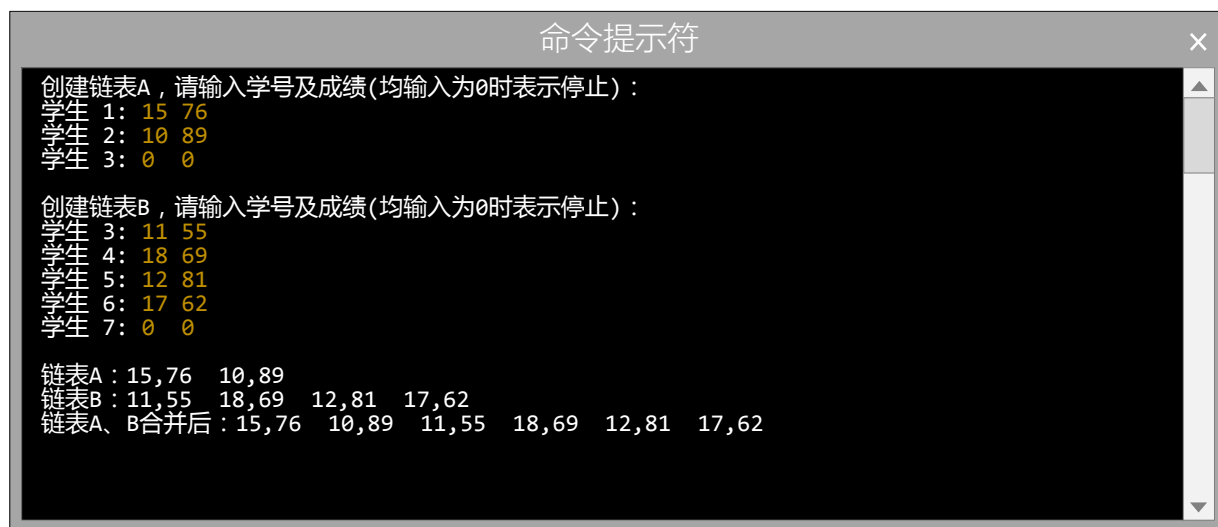 命令提示符
创建链表A，请输入学号及成绩(均输入为0时表示停止)：
学生 1: 15 76
学生 2: 10 89
学生 3: 0 0
创建链表B，请输入学号及成绩(均输入为0时表示停止)：
学生 3: 11 55
学生 4: 18 69
学生 5: 12 81
学生 6: 17 62
学生 7: 0 0
链表A：15,76 10,89
链表B：11,55 18,69 12,81 17,62
链表A、B合并后：15,76 10,89 11,55 18,69 12,81 17,62